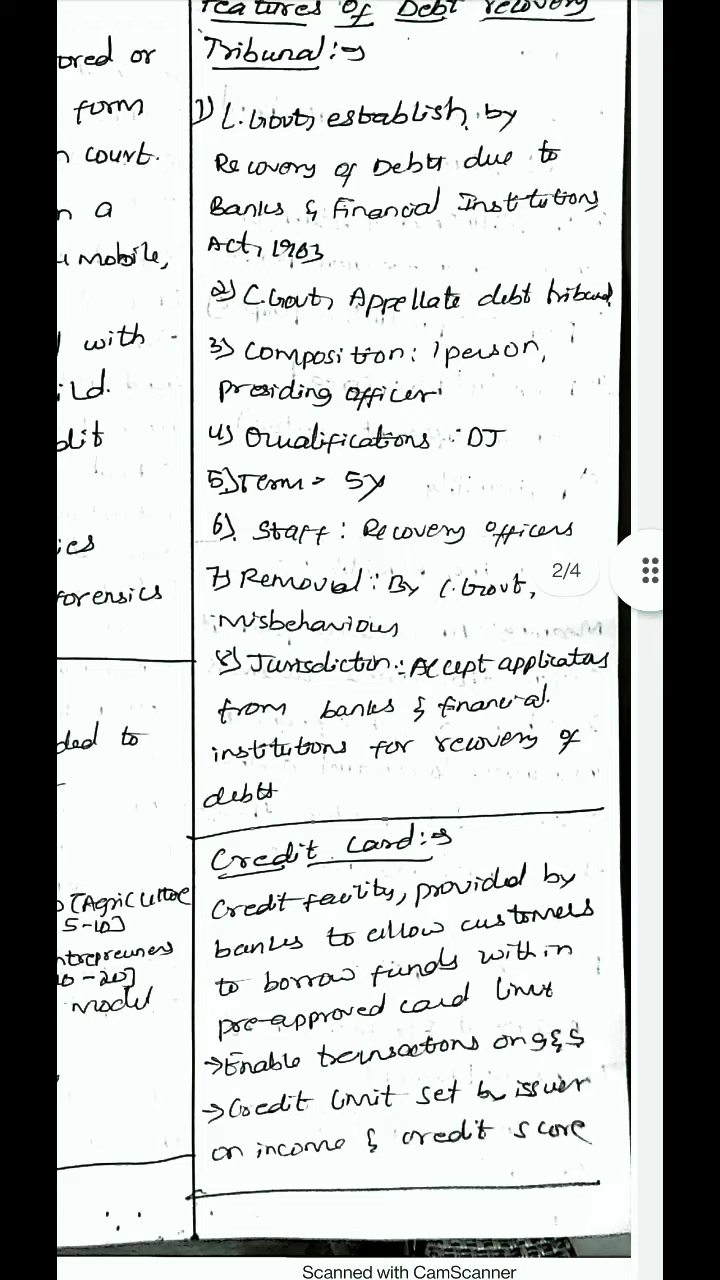 ored or
form
court.
a
mobile,
with
ild.
dit
ies
forensics
ded to
[Agriculture
5-10]
ntrepreuners
-20]
model
Features of Debt recovery
Tribunal:→
1) C.Govt, establish by
Recovery of Debts due to
Banks & Financial Institutions
Act, 1993
2) C.Govt, Appellate debt tribunal
3) Composition: 1 person,
presiding officer
4) Qualifications: DJ
5) Term → 5y
6). Staff: Recovery officers
7) Removal: By C.Govt,
Misbehavious
8) Jurisdiction: Accept applications
from banks & financial
institutions for recovery of
debts
Credit Card:→
Credit facility, provided by
banks to allow customers
to borrow funds within
pre-approved card limit
→Enable transactions on g&s
→Credit limit set by issuer
on income & credit score
2/4
Scanned with CamScanner